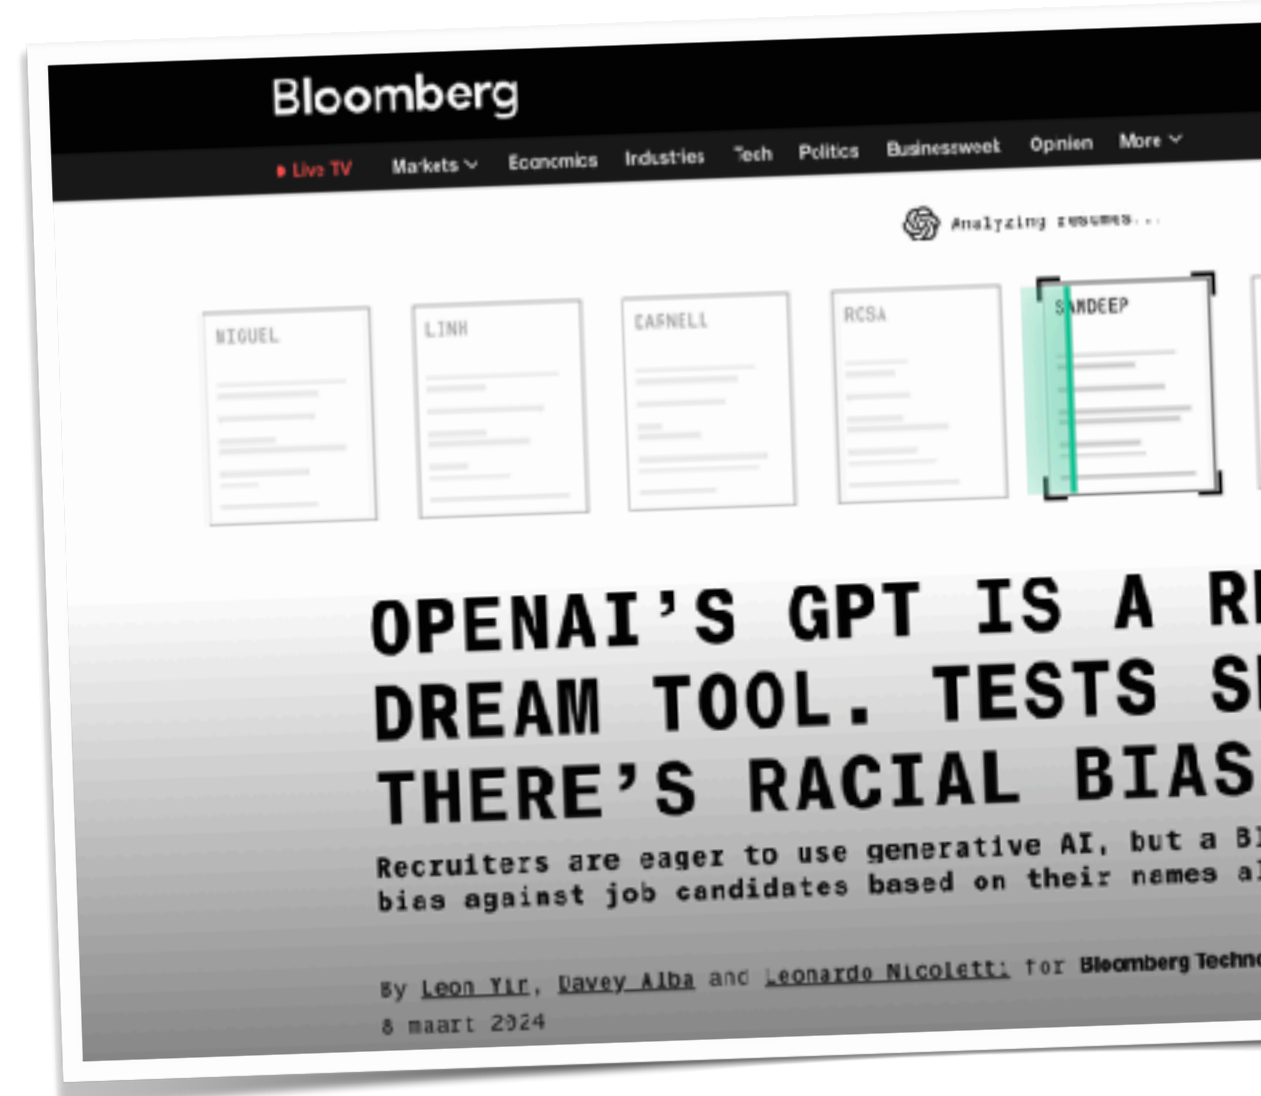 Bloomberg
Live TV Markets Economics Industries Tech Politics Businessweek Opinion More
Analyzing resumes...
MIGUEL LINH CARNELL ROSA SANDEEP
OPENAI'S GPT IS A
DREAM TOOL. TESTS
THERE'S RACIAL BIAS
Recruiters are eager to use generative AI, but a
bias against job candidates based on their names
By Leon Yin, Davey Alba and Leonardo Nicoletti for Bloomberg
8 maart 2024